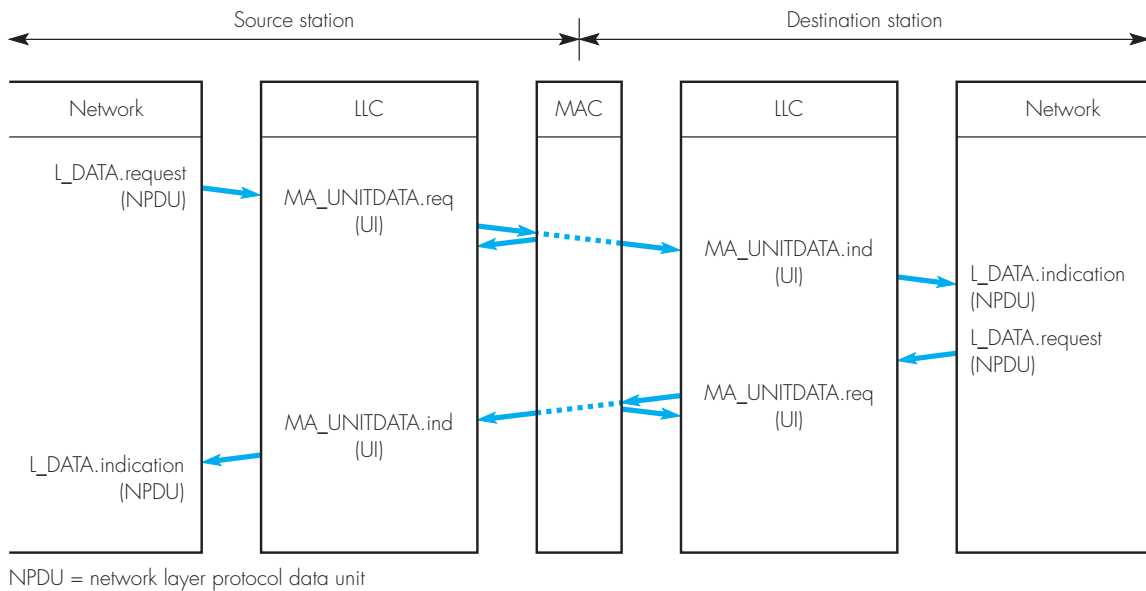 Source station
Destination station
Network
LLC
MAC
LLC
Network
L_DATA.request
(NPDU)
MA_UNITDATA.req
(UI)
MA_UNITDATA.ind
(UI)
L_DATA.indication
(NPDU)
L_DATA.request
(NPDU)
MA_UNITDATA.req
(UI)
MA_UNITDATA.ind
(UI)
L_DATA.indication
(NPDU)
NPDU = network layer protocol data unit